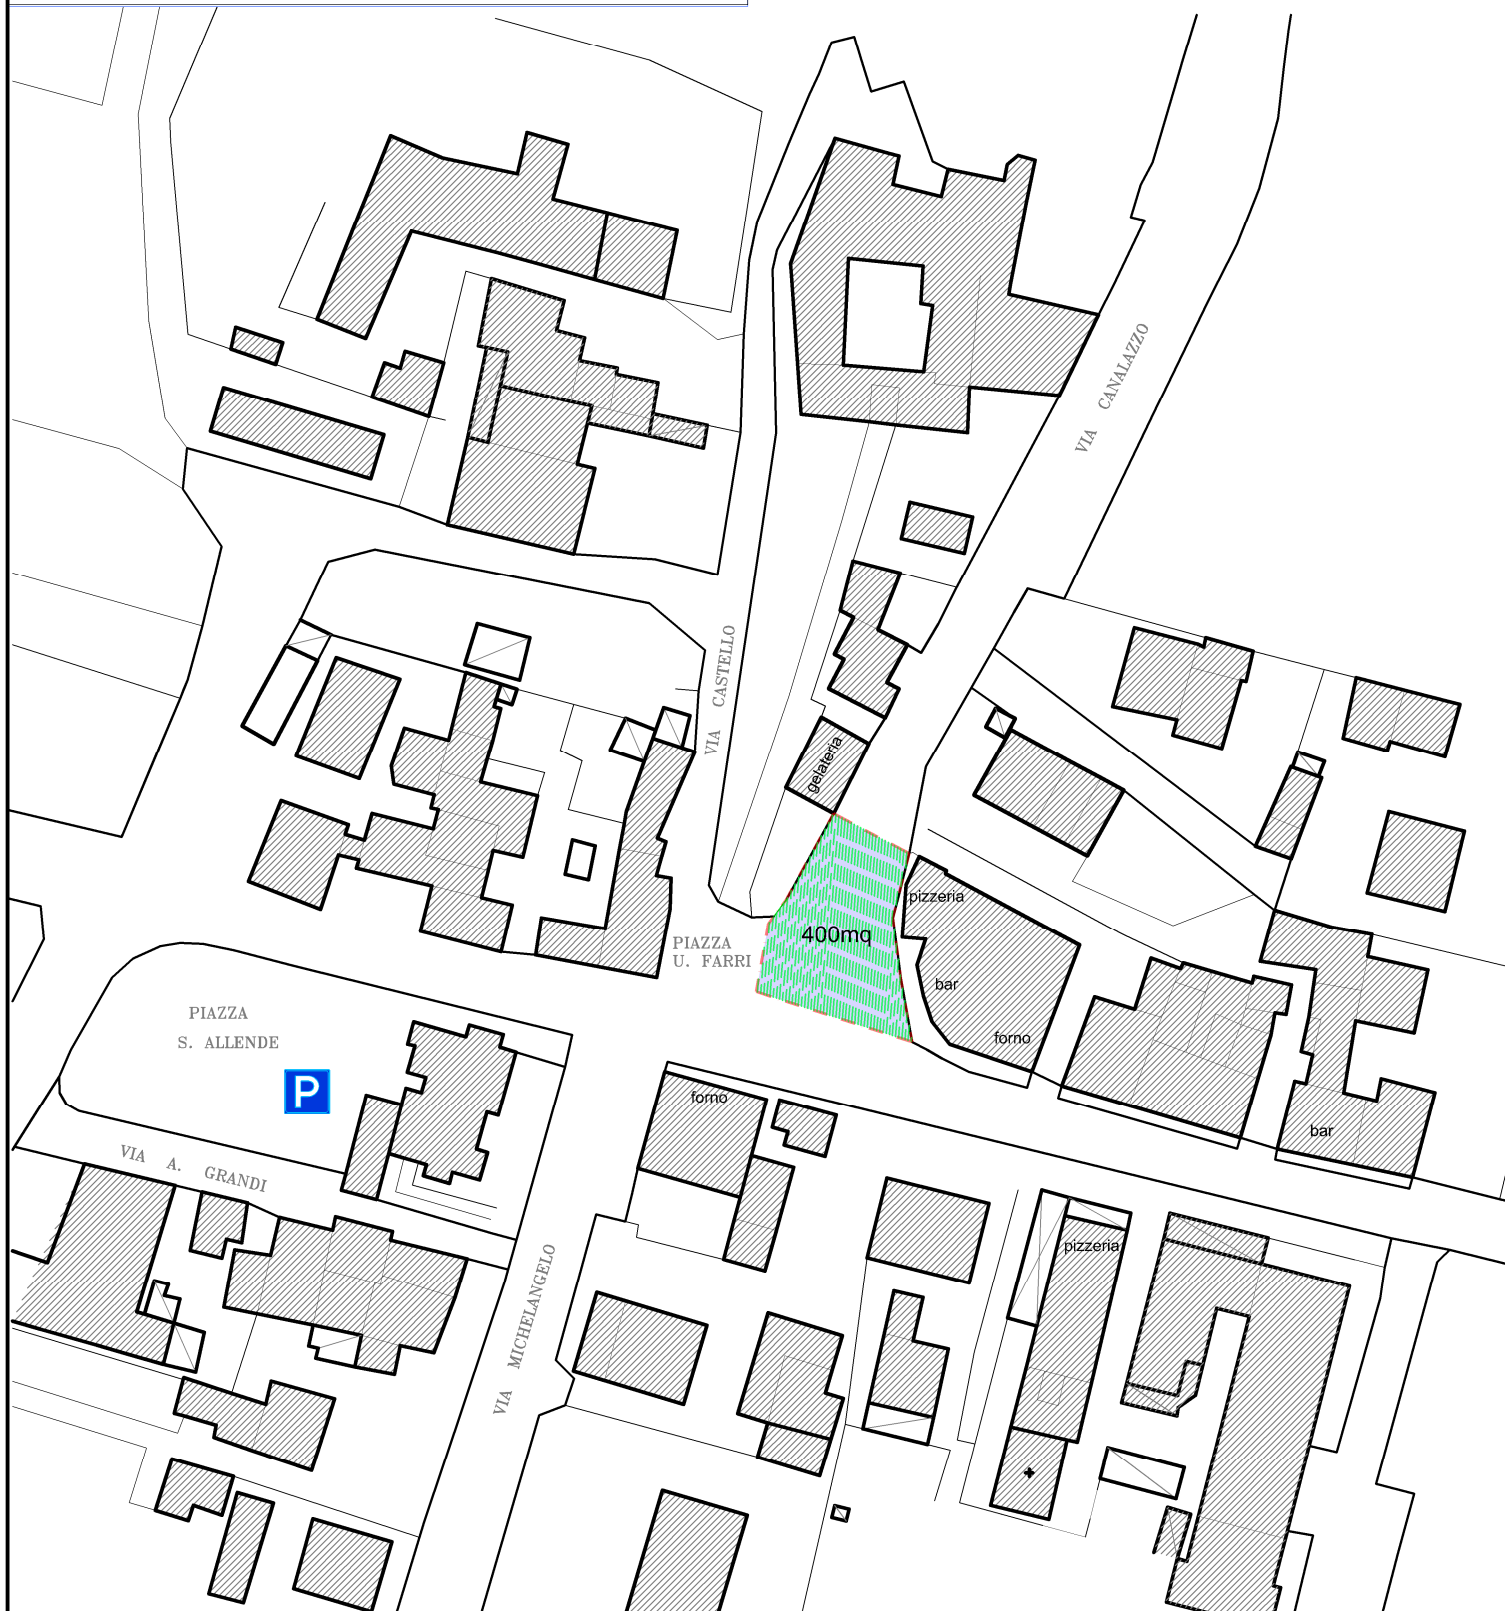 VIA CANALAZZO
VIA CASTELLO
gelateria
pizzeria
400mq
PIAZZA
U. FARRI
bar
PIAZZA
S. ALLENDE
forno
P
forno
bar
VIA A. GRANDI
pizzeria
VIA MICHELANGELO